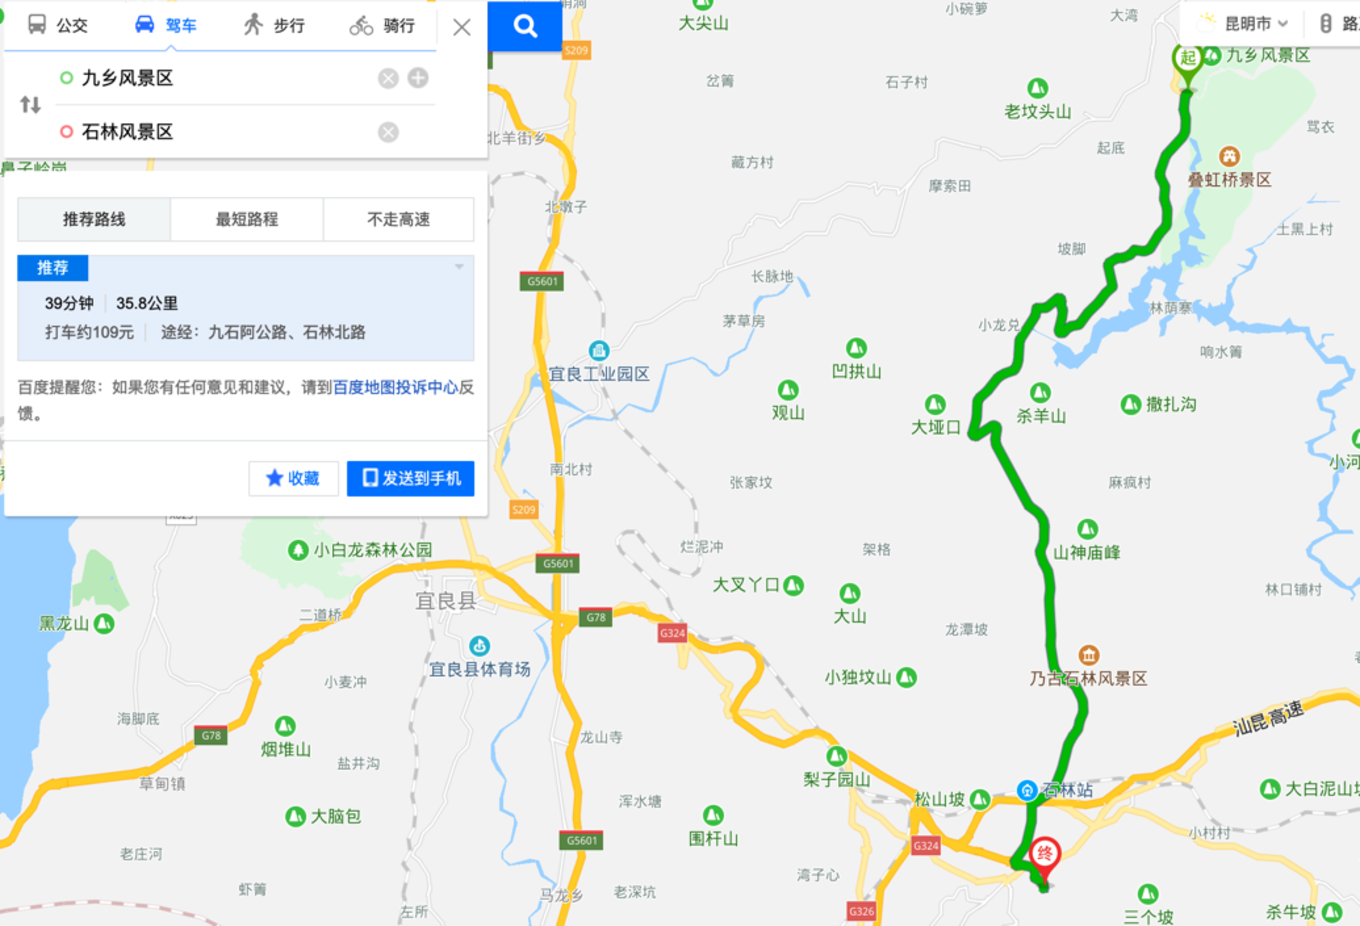 公交 驾车 步行 骑行
九乡风景区
石林风景区
推荐路线 最短路程 不走高速
推荐
39分钟 35.8公里
打车约109元 途经：九石阿公路、石林北路
百度提醒您：如果您有任何意见和建议，请到百度地图投诉中心反
馈。
收藏 发送到手机
昆明市
路
大尖山
小碗箩
大湾
S209
起
九乡风景区
岔箐
石子村
老坟头山
骂衣
北羊街乡
起底
藏方村
叠虹桥景区
摩索田
北墩子
土黑上村
坡脚
G5601
长脉地
林荫寨
茅草房
小龙兑
响水箐
宜良工业园区
凹拱山
观山
大垭口
杀羊山
撒扎沟
小河
南北村
张家坟
麻疯村
S209
小白龙森林公园
烂泥冲
架格
山神庙峰
G5601
大叉丫口
林口铺村
宜良县
大山
二道桥
黑龙山
G78
G324
龙潭坡
宜良县体育场
小独坟山
乃古石林风景区
小麦冲
海脚底
汕昆高速
G78
烟堆山
龙山寺
盐井沟
梨子园山
草甸镇
石林站
松山坡
大白泥山
浑水塘
大脑包
围杆山
小村村
G5601
G324
终
老庄河
湾子心
虾箐
马龙乡
老深坑
左所
G326
三个坡
杀牛坡